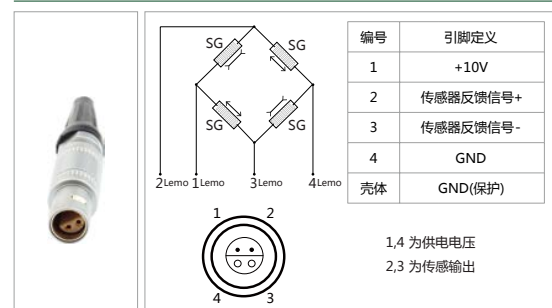 SG
SG
SG
SG
2Lemo 1Lemo 3Lemo 4Lemo
1 2
4 3
编号 引脚定义
1 +10V
2 传感器反馈信号+
3 传感器反馈信号-
4 GND
壳体 GND(保护)
1,4 为供电电压
2,3 为传感输出